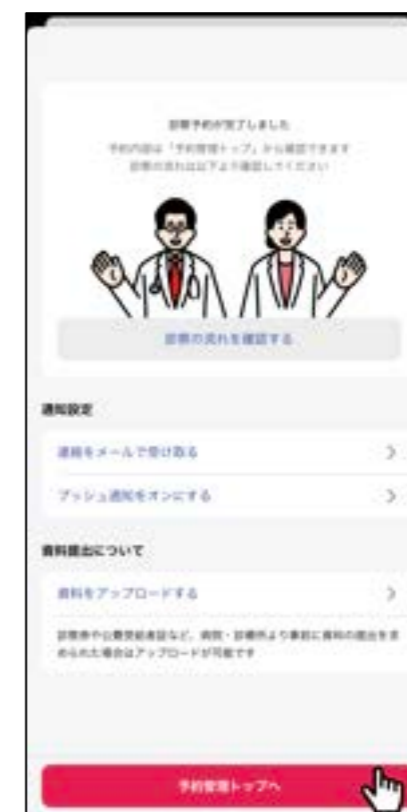 診察予約が完了しました
予約内容は「予約管理トップ」から確認できます
診察の流れは以下より確認してください
診察の流れを確認する
通知設定
連絡をメールで受け取る
プッシュ通知をオンにする
資料提出について
資料をアップロードする
診察券や公費受給者証など、病院・診療所より事前に資料の提出を求
められた場合はアップロードが可能です
予約管理トップへ